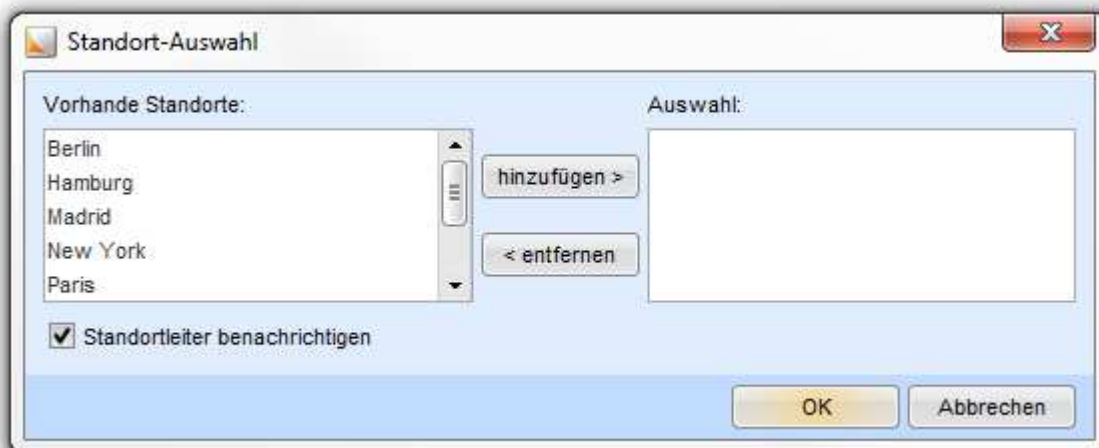 Standort-Auswahl
Vorhande Standorte:
Auswahl:
Berlin
Hamburg
Madrid
New York
Paris
hinzufügen >
< entfernen
Standortleiter benachrichtigen
OK
Abbrechen